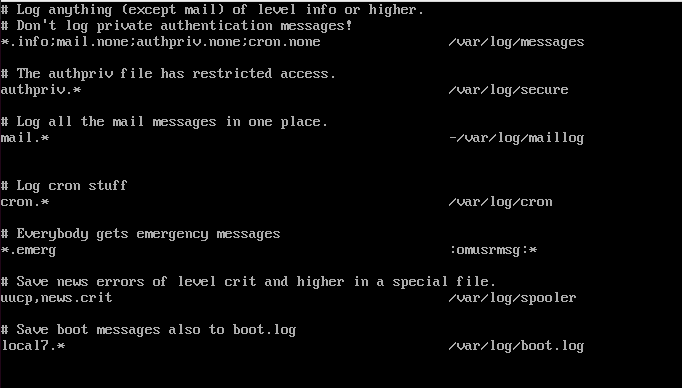 # Log anything (except mail) of level info or higher.
# Don't log private authentication messages!
*.info;mail.none;authpriv.none;cron.none                /var/log/messages
# The authpriv file has restricted access.
authpriv.*                                              /var/log/secure
# Log all the mail messages in one place.
mail.*                                                  -/var/log/maillog
# Log cron stuff
cron.*                                                  /var/log/cron
# Everybody gets emergency messages
*.emerg                                                 :omusrmsg:*
# Save news errors of level crit and higher in a special file.
uucp,news.crit                                          /var/log/spooler
# Save boot messages also to boot.log
local7.*                                                /var/log/boot.log